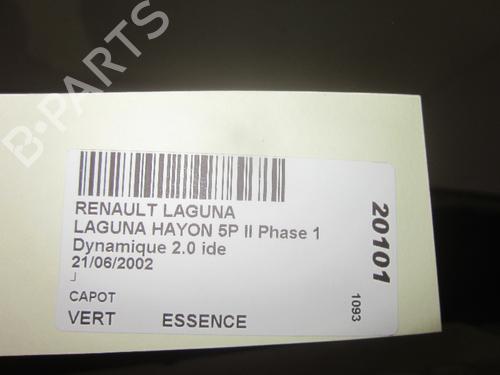 B-PARTS
RENAULT LAGUNA
LAGUNA HAYON 5P II Phase 1
Dynamique 2.0 ide
21/06/2002
CAPOT
VERT ESSENCE
20101
1093